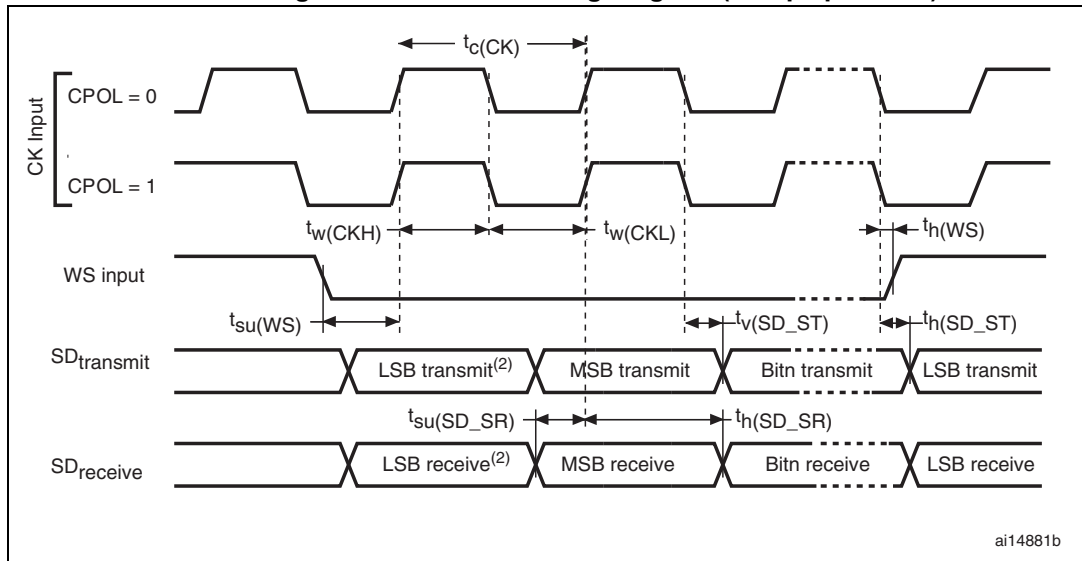 tc(CK)
CK Input
CPOL = 0
CPOL = 1
tw(CKH)
tw(CKL)
th(WS)
WS input
tsu(WS)
tv(SD_ST)
th(SD_ST)
SDtransmit
LSB transmit(2)
MSB transmit
Bitn transmit
LSB transmit
tsu(SD_SR)
th(SD_SR)
SDreceive
LSB receive(2)
MSB receive
Bitn receive
LSB receive
ai14881b